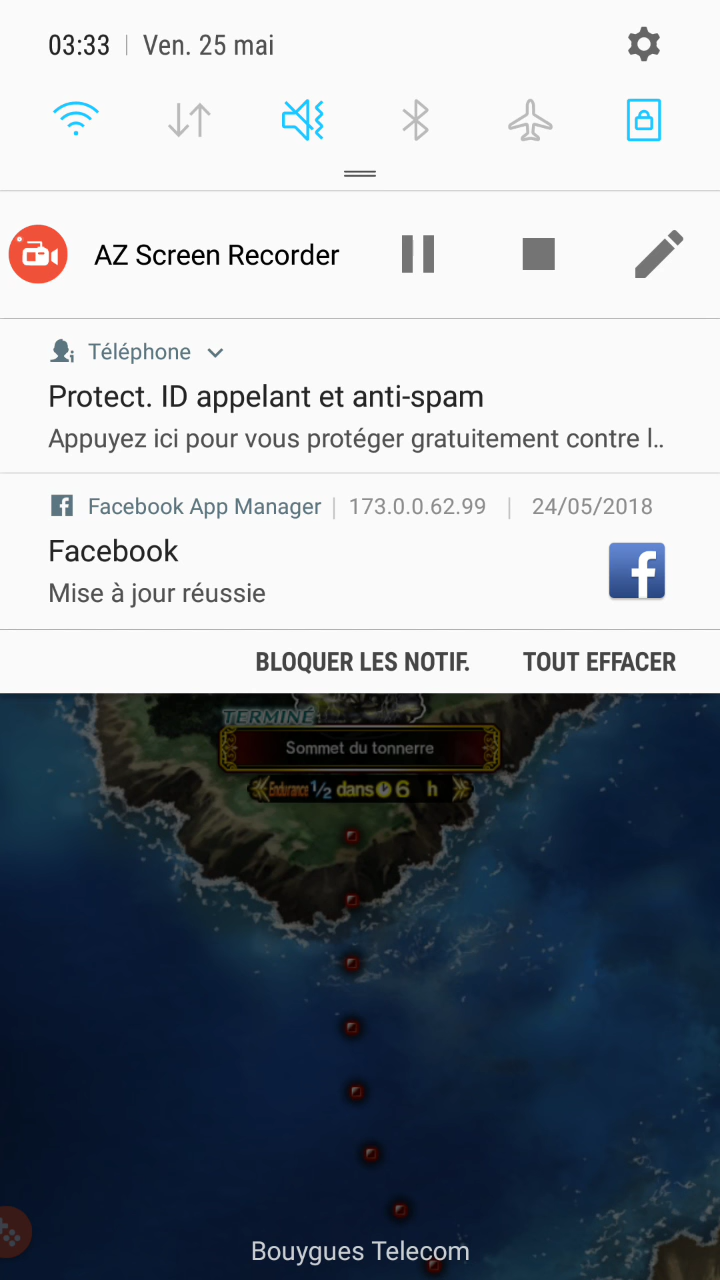 03:33 | Ven. 25 mai
AZ Screen Recorder
Téléphone
Protect. ID appelant et anti-spam
Appuyez ici pour vous protéger gratuitement contre l..
Facebook App Manager | 173.0.0.62.99 | 24/05/2018
Facebook
Mise à jour réussie
BLOQUER LES NOTIF. TOUT EFFACER
TERMINÉ
Sommet du tonnerre
Endurance 1/2 dans 6 h
Bouygues Telecom